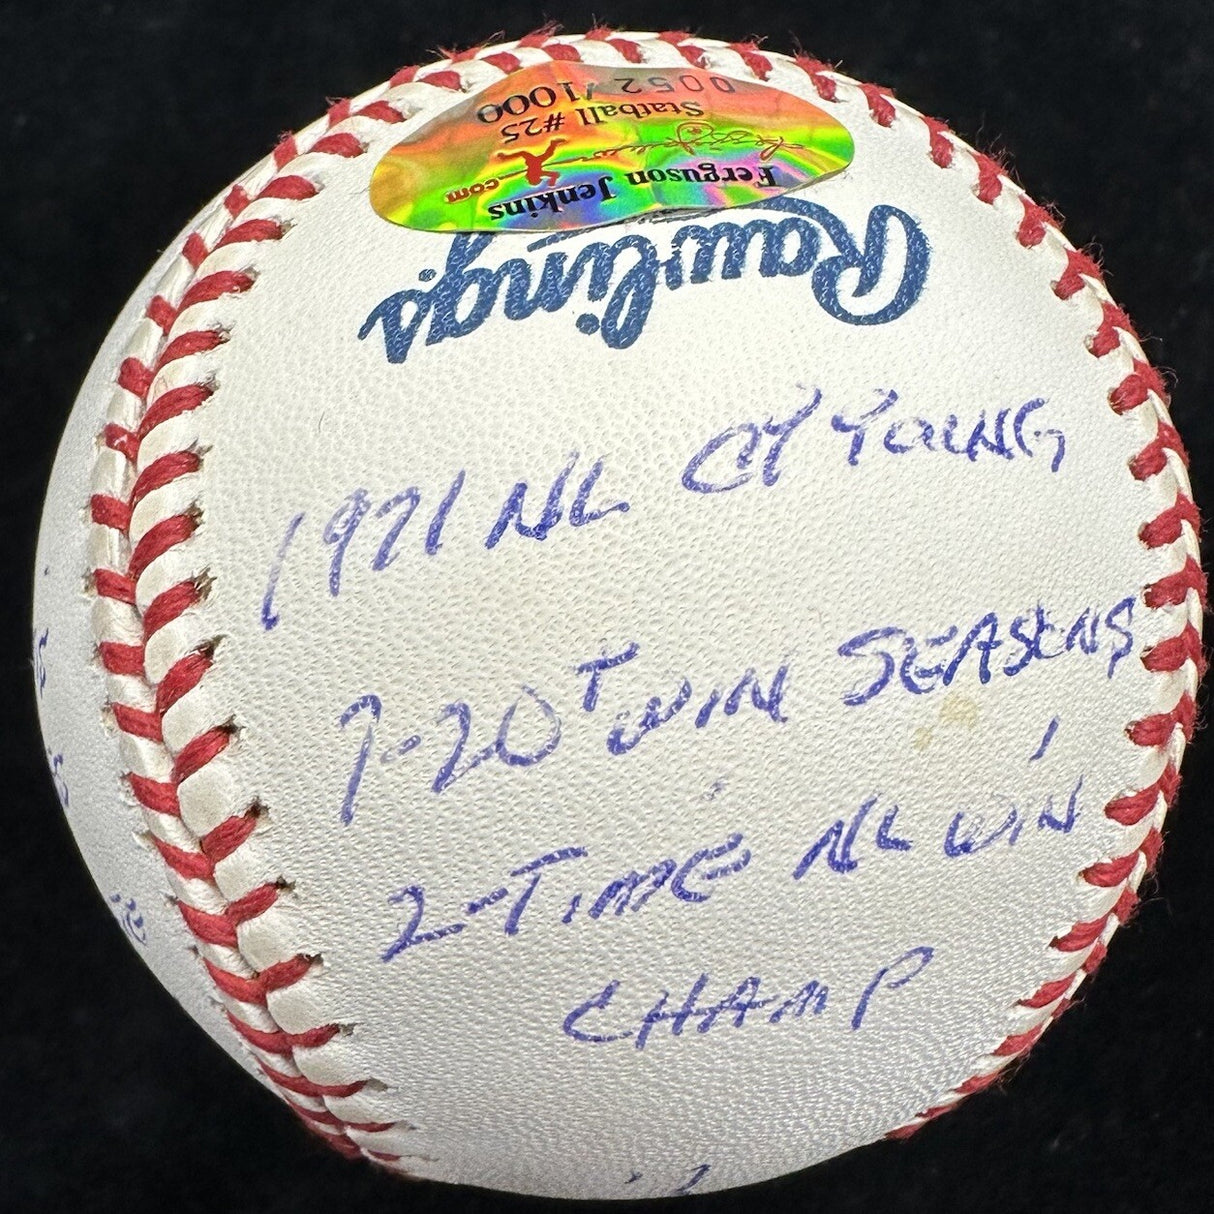 0052/1000
Statball #25
.com
Ferguson Jenkins
Rawlings
1971 NL CY YOUNG
7-20+ WIN SEASONS
2-TIME NL WIN
CHAMP